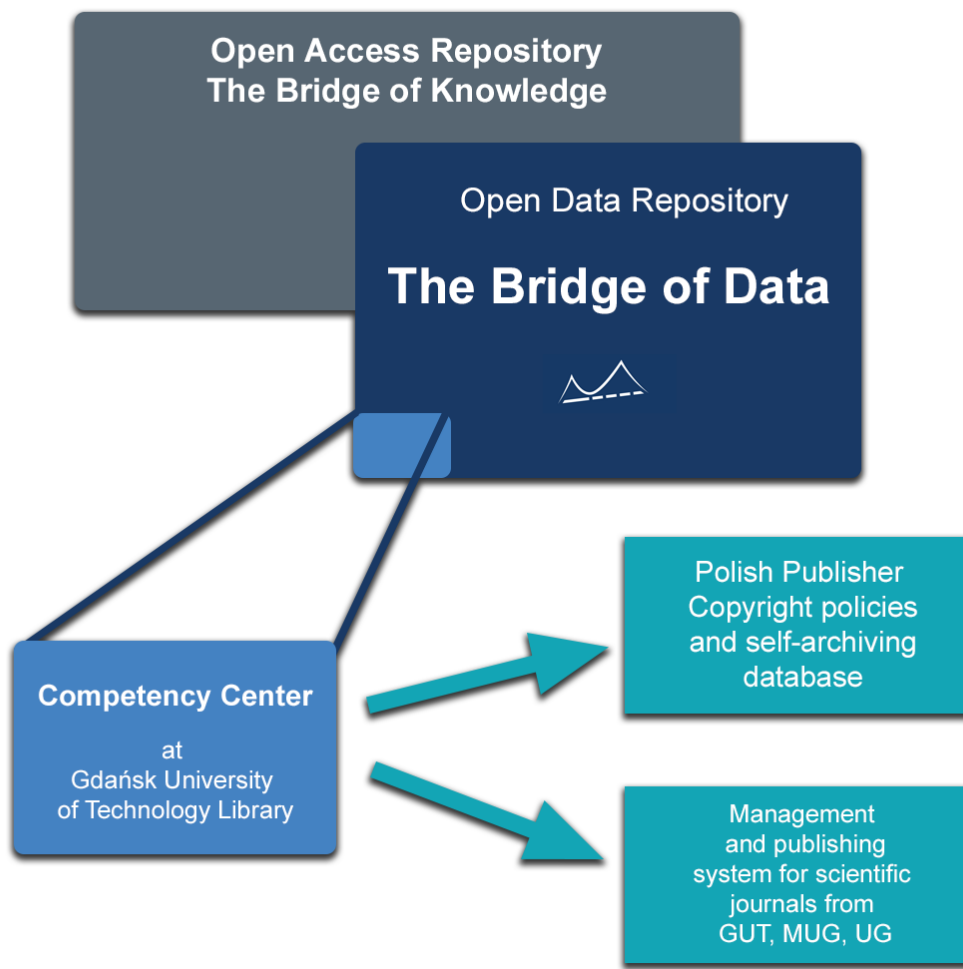 Open Access Repository
The Bridge of Knowledge
Open Data Repository
The Bridge of Data
Competency Center
at
Gdańsk University
of Technology Library
Polish Publisher
Copyright policies
and self-archiving
database
Management
and publishing
system for scientific
journals from
GUT, MUG, UG